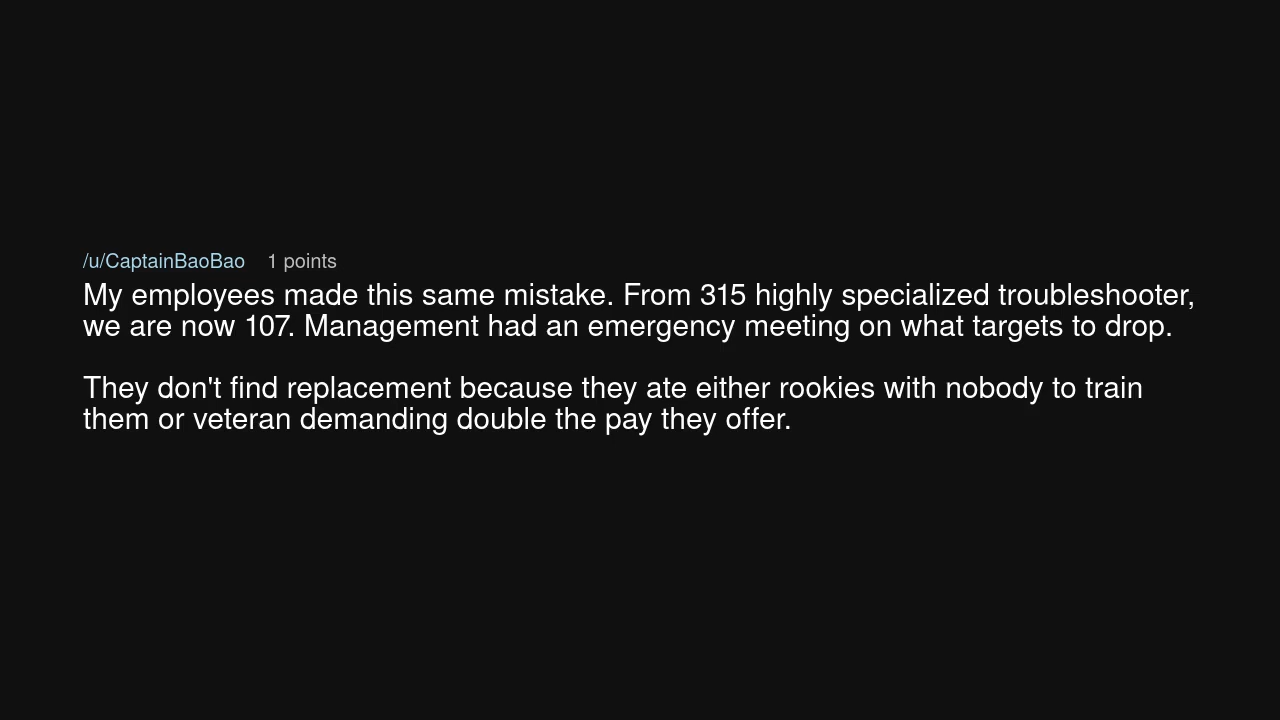 /u/CaptainBaoBao 1 points
My employees made this same mistake. From 315 highly specialized troubleshooter,
we are now 107. Management had an emergency meeting on what targets to drop.
They don't find replacement because they ate either rookies with nobody to train
them or veteran demanding double the pay they offer.